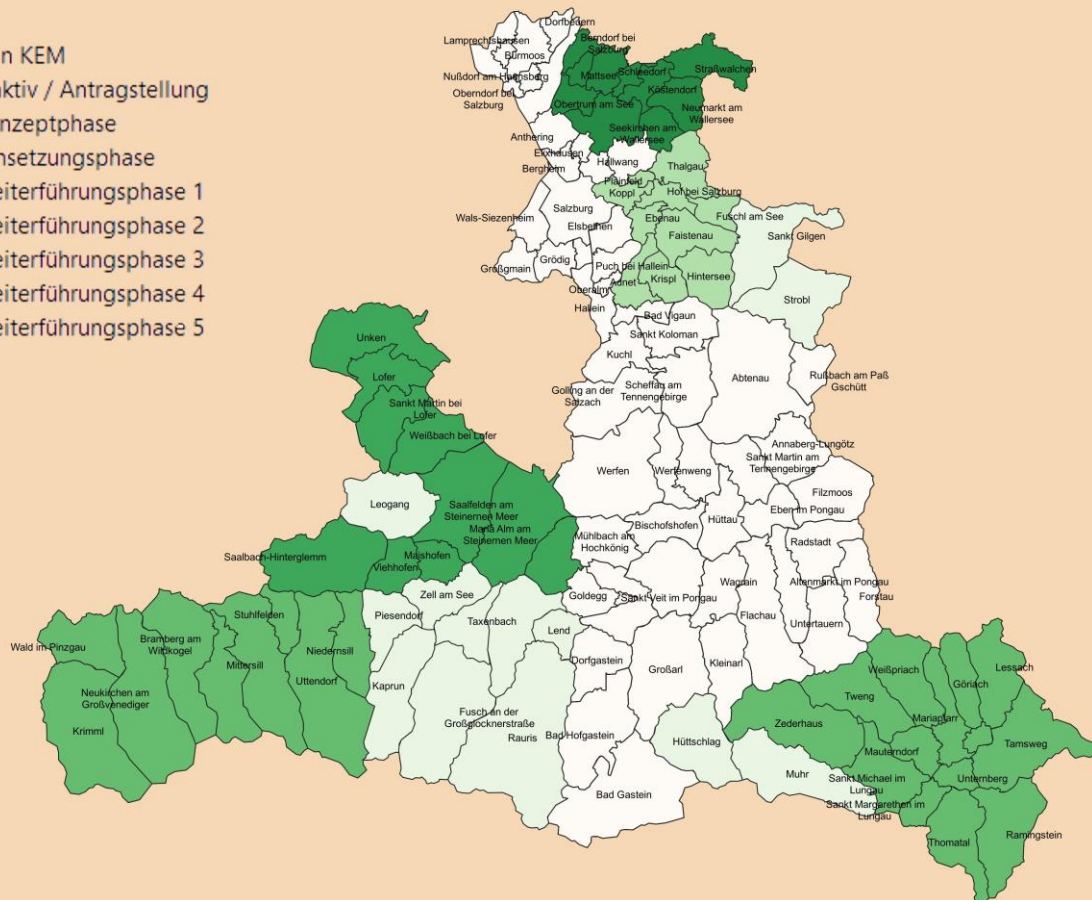 n KEM
ktiv / Antragstellung
nzeptphase
nsetzungsphase
eiterführungsphase 1
eiterführungsphase 2
eiterführungsphase 3
eiterführungsphase 4
eiterführungsphase 5
Dorfbeuern
Lamprechtshausen
Berndorf bei
Salzburg
Bürmoos
Nußdorf am Haunsberg
Mattsee
Schleedorf
Straßwalchen
Oberndorf bei
Salzburg
Köstendorf
Obertrum am See
Neumarkt am
Wallersee
Seekirchen am
Wallersee
Anthering
Elixhausen
Bergheim
Hallwang
Thalgau
Plainfeld
Koppl
Hof bei Salzburg
Salzburg
Wals-Siezenheim
Elsbethen
Ebenau
Fuschl am See
Faistenau
Sankt Gilgen
Großgmain
Grödig
Puch bei Hallein
Oberalm
Adnet
Krispl
Hintersee
Strobl
Hallein
Bad Vigaun
Sankt Koloman
Kuchl
Unken
Lofer
Scheffau am
Tennengebirge
Abtenau
Rußbach am Paß
Gschütt
Golling an der
Salzach
Sankt Martin bei
Lofer
Weißbach bei Lofer
Annaberg-Lungötz
Sankt Martin am
Tennengebirge
Werfen
Werfenweng
Filzmoos
Eben im Pongau
Leogang
Saalfelden am
Steinernen Meer
Maria Alm am
Steinernen Meer
Bischofshofen
Hüttau
Mühlbach am
Hochkönig
Radstadt
Saalbach-Hinterglemm
Maishofen
Viehhofen
Altenmarkt im Pongau
Forstau
Wagrain
Flachau
Goldegg
Sankt Veit im Pongau
Zell am See
Piesendorf
Taxenbach
Lend
Untertauern
Stuhlfelden
Wald im Pinzgau
Bramberg am
Wildkogel
Niedernsill
Mittersill
Uttendorf
Dorfgastein
Großarl
Kleinarl
Neukirchen am
Großvenediger
Krimml
Kaprun
Fusch an der
Großglocknerstraße
Rauris
Bad Hofgastein
Hüttschlag
Bad Gastein
Weißpriach
Lessach
Göriach
Tweng
Mariapfarr
Zederhaus
Mauterndorf
Tamsweg
Muhr
Sankt Michael im
Lungau
Unternberg
Sankt Margarethen im
Lungau
Thomatal
Ramingstein